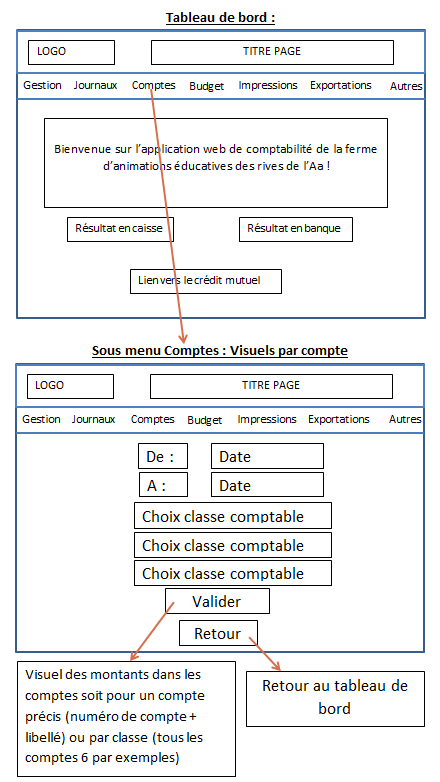 Tableau de bord :
LOGO
TITRE PAGE
Gestion Journaux Comptes Budget Impressions Exportations Autres
Bienvenue sur l'application web de comptabilité de la ferme
d'animations éducatives des rives de l'Aa !
Résultat en caisse
Résultat en banque
Lien vers le crédit mutuel
Sous menu Comptes : Visuels par compte
LOGO
TITRE PAGE
Gestion Journaux Comptes Budget Impressions Exportations Autres
De :
Date
A :
Date
Choix classe comptable
Choix classe comptable
Choix classe comptable
Valider
Retour
Visuel des montants dans les
comptes soit pour un compte
précis (numéro de compte +
libellé) ou par classe (tous les
comptes 6 par exemples)
Retour au tableau de
bord